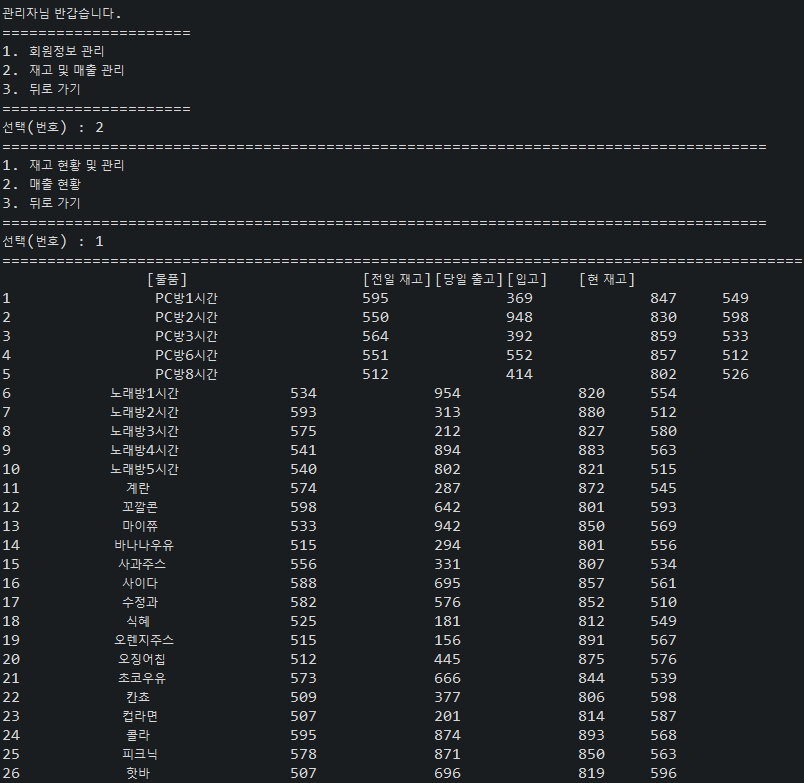 관리자님 반갑습니다.
=====================
1. 회원정보 관리
2. 재고 및 매출 관리
3. 뒤로 가기
=====================
선택(번호) : 2
=====================================================================================
1. 재고 현황 및 관리
2. 매출 현황
3. 뒤로 가기
=====================================================================================
선택(번호) : 1
=========================================================================================
[물품] [전일 재고][당일 출고][입고] [현 재고]
1 PC방1시간 595 369 847 549
2 PC방2시간 550 948 830 598
3 PC방3시간 564 392 859 533
4 PC방6시간 551 552 857 512
5 PC방8시간 512 414 802 526
6 노래방1시간 534 954 820 554
7 노래방2시간 593 313 880 512
8 노래방3시간 575 212 827 580
9 노래방4시간 541 894 883 563
10 노래방5시간 540 802 821 515
11 계란 574 287 872 545
12 꼬깔콘 598 642 801 593
13 마이쮸 533 942 850 569
14 바나나우유 515 294 801 556
15 사과주스 556 331 807 534
16 사이다 588 695 857 561
17 수정과 582 576 852 510
18 식혜 525 181 812 549
19 오렌지주스 515 156 891 567
20 오징어칩 512 445 875 576
21 초코우유 573 666 844 539
22 칸쵸 509 377 806 598
23 컵라면 507 201 814 587
24 콜라 595 874 893 568
25 피크닉 578 871 850 563
26 핫바 507 696 819 596